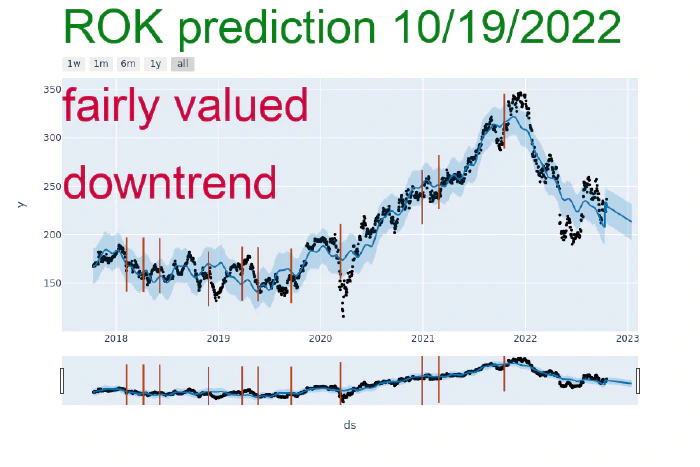 ROK prediction 10/19/2022
1w 1m 6m 1y all
350
fairly valued
300
250
downtrend
y
200
150
2018 2019 2020 2021 2022 2023
ds